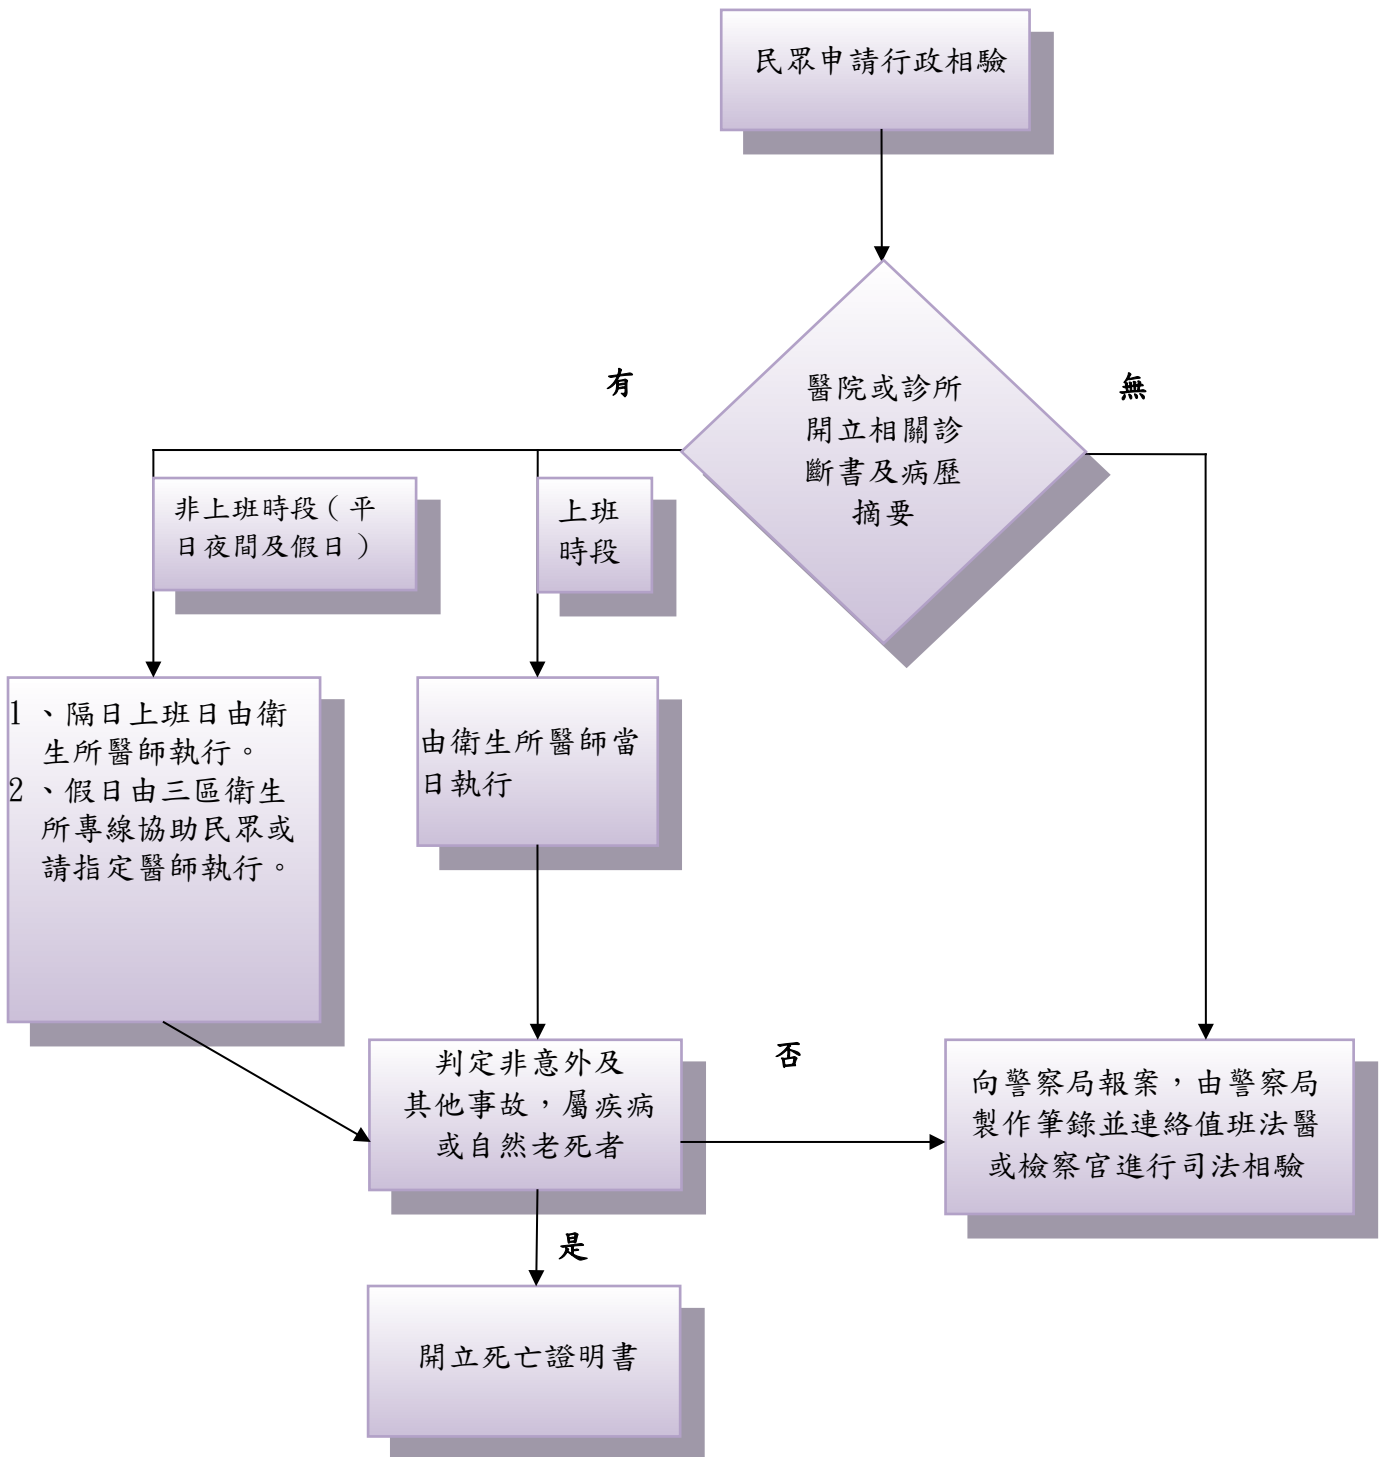 民眾申請行政相驗
有
無
醫院或診所
開立相關診
斷書及病歷
摘要
非上班時段（平
日夜間及假日）
上班
時段
1、隔日上班日由衛
生所醫師執行。
2、假日由三區衛生
所專線協助民眾或
請指定醫師執行。
由衛生所醫師當
日執行
判定非意外及
其他事故，屬疾病
或自然老死者
否
向警察局報案，由警察局
製作筆錄並連絡值班法醫
或檢察官進行司法相驗
是
開立死亡證明書